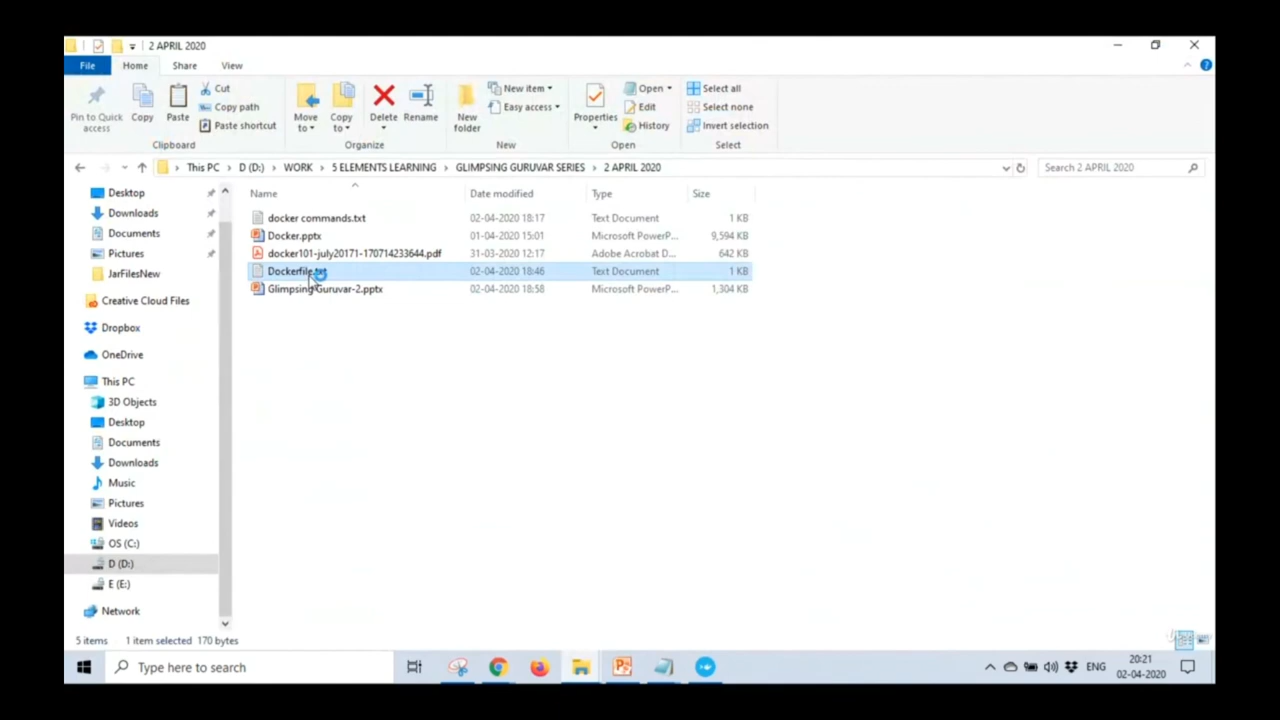 2 APRIL 2020
File Home Share View
Pin to Quick access
Copy
Paste
Cut
Copy path
Paste shortcut
Move to
Copy to
Delete
Rename
New folder
New item
Easy access
Properties
Open
Edit
History
Select all
Select none
Invert selection
Clipboard Organize New Open Select
This PC D (D:) WORK 5 ELEMENTS LEARNING GLIMPSING GURUVAR SERIES 2 APRIL 2020 Search 2 APRIL 2020
Name Date modified Type Size
docker commands.txt 02-04-2020 18:17 Text Document 1 KB
Docker.pptx 01-04-2020 15:01 Microsoft PowerP... 9,594 KB
docker101-july20171-170714233644.pdf 31-03-2020 12:17 Adobe Acrobat D... 642 KB
Dockerfile.txt 02-04-2020 18:46 Text Document 1 KB
Glimpsing Guruvar-2.pptx 02-04-2020 18:58 Microsoft PowerP... 1,304 KB
Desktop
Downloads
Documents
Pictures
JarFilesNew
Creative Cloud Files
Dropbox
OneDrive
This PC
3D Objects
Desktop
Documents
Downloads
Music
Pictures
Videos
OS (C:)
D (D:)
E (E:)
Network
5 items 1 item selected 170 bytes
Type here to search
ENG
20:21
02-04-2020